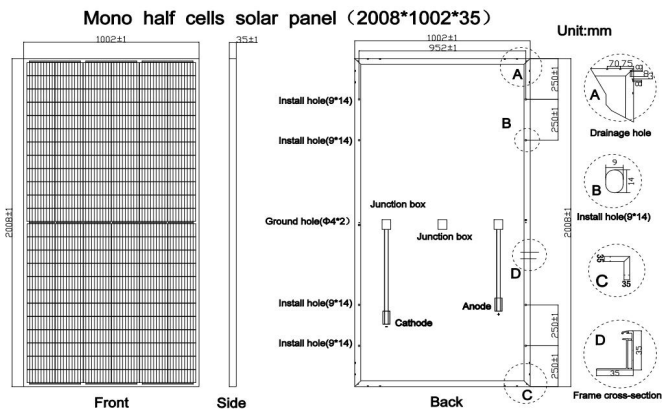 Mono half cells solar panel（2008*1002*35）
Unit:mm
1002±1
35±1
1002±1
952±1
A
250±1
70,75
A
Drainage hole
Install hole(9*14)
B
250±1
Install hole(9*14)
9
14
B
Install hole(9*14)
2008±1
Junction box
Ground hole(Φ4*2)
Junction box
2008±1
35
C
35
D
Install hole(9*14)
Anode
250±1
Cathode
D
35
35
Install hole(9*14)
250±1
C
Frame cross-section
Front
Side
Back